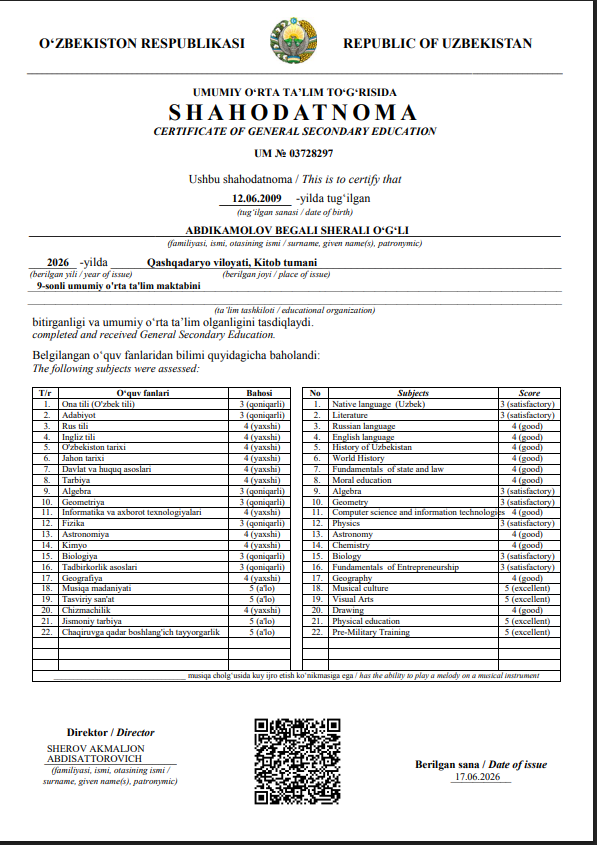 O‘ZBEKISTON RESPUBLIKASI REPUBLIC OF UZBEKISTAN
UMUMIY O‘RTA TA’LIM TO‘G‘RISIDA
SHAHODATNOMA
CERTIFICATE OF GENERAL SECONDARY EDUCATION
UM № 03728297
Ushbu shahodatnoma / This is to certify that
12.06.2009 -yilda tug‘ilgan
(tug‘ilgan sanasi / date of birth)
ABDIKAMOLOV BEGALI SHERALI O‘G‘LI
(familiyasi, ismi, otasining ismi / surname, given name(s), patronymic)
2026 -yilda Qashqadaryo viloyati, Kitob tumani
(berilgan yili / year of issue) (berilgan joyi / place of issue)
9-sonli umumiy o'rta ta'lim maktabini
(ta’lim tashkiloti / educational organization)
bitirganligi va umumiy o‘rta ta’lim olganligini tasdiqlaydi.
completed and received General Secondary Education.
Belgilangan o‘quv fanlaridan bilimi quyidagicha baholandi:
The following subjects were assessed:
T/r O‘quv fanlari Bahosi No Subjects Score
1. Ona tili (O'zbek tili) 3 (qoniqarli) 1. Native language (Uzbek) 3 (satisfactory)
2. Adabiyot 3 (qoniqarli) 2. Literature 3 (satisfactory)
3. Rus tili 4 (yaxshi) 3. Russian language 4 (good)
4. Ingliz tili 4 (yaxshi) 4. English language 4 (good)
5. O'zbekiston tarixi 4 (yaxshi) 5. History of Uzbekistan 4 (good)
6. Jahon tarixi 4 (yaxshi) 6. World History 4 (good)
7. Davlat va huquq asoslari 4 (yaxshi) 7. Fundamentals of state and law 4 (good)
8. Tarbiya 4 (yaxshi) 8. Moral education 4 (good)
9. Algebra 3 (qoniqarli) 9. Algebra 3 (satisfactory)
10. Geometriya 3 (qoniqarli) 10. Geometry 3 (satisfactory)
11. Informatika va axborot texnologiyalari 4 (yaxshi) 11. Computer science and information technologies 4 (good)
12. Fizika 3 (qoniqarli) 12. Physics 3 (satisfactory)
13. Astronomiya 4 (yaxshi) 13. Astronomy 4 (good)
14. Kimyo 4 (yaxshi) 14. Chemistry 4 (good)
15. Biologiya 3 (qoniqarli) 15. Biology 3 (satisfactory)
16. Tadbirkorlik asoslari 3 (qoniqarli) 16. Fundamentals of Entrepreneurship 3 (satisfactory)
17. Geografiya 4 (yaxshi) 17. Geography 4 (good)
18. Musiqa madaniyati 5 (a'lo) 18. Musical culture 5 (excellent)
19. Tasviriy san'at 5 (a'lo) 19. Visual Arts 5 (excellent)
20. Chizmachilik 4 (yaxshi) 20. Drawing 4 (good)
21. Jismoniy tarbiya 5 (a'lo) 21. Physical education 5 (excellent)
22. Chaqiruvga qadar boshlang'ich tayyorgarlik 5 (a'lo) 22. Pre-Military Training 5 (excellent)
musiqa cholg‘usida kuy ijro etish ko‘nikmasiga ega / has the ability to play a melody on a musical instrument
Direktor / Director
SHEROV AKMALJON
ABDISATTOROVICH
(familiyasi, ismi, otasining ismi /
surname, given name(s), patronymic)
Berilgan sana / Date of issue
17.06.2026